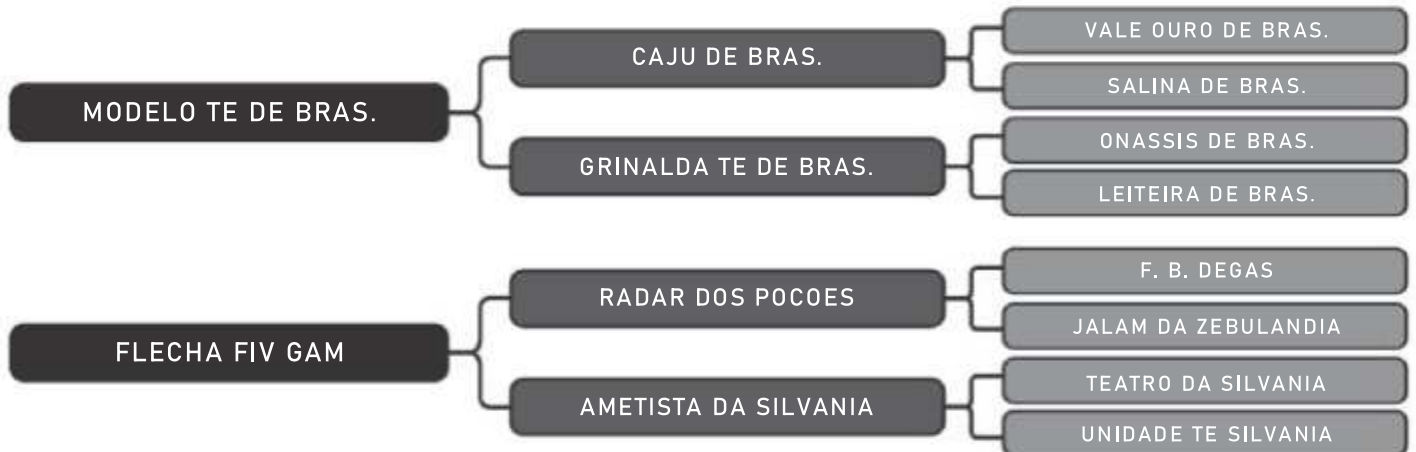 MODELO TE DE BRAS.
CAJU DE BRAS.
VALE OURO DE BRAS.
SALINA DE BRAS.
GRINALDA TE DE BRAS.
ONASSIS DE BRAS.
LEITEIRA DE BRAS.
FLECHA FIV GAM
RADAR DOS POCOES
F. B. DEGAS
JALAM DA ZEBULANDIA
AMETISTA DA SILVANIA
TEATRO DA SILVANIA
UNIDADE TE SILVANIA